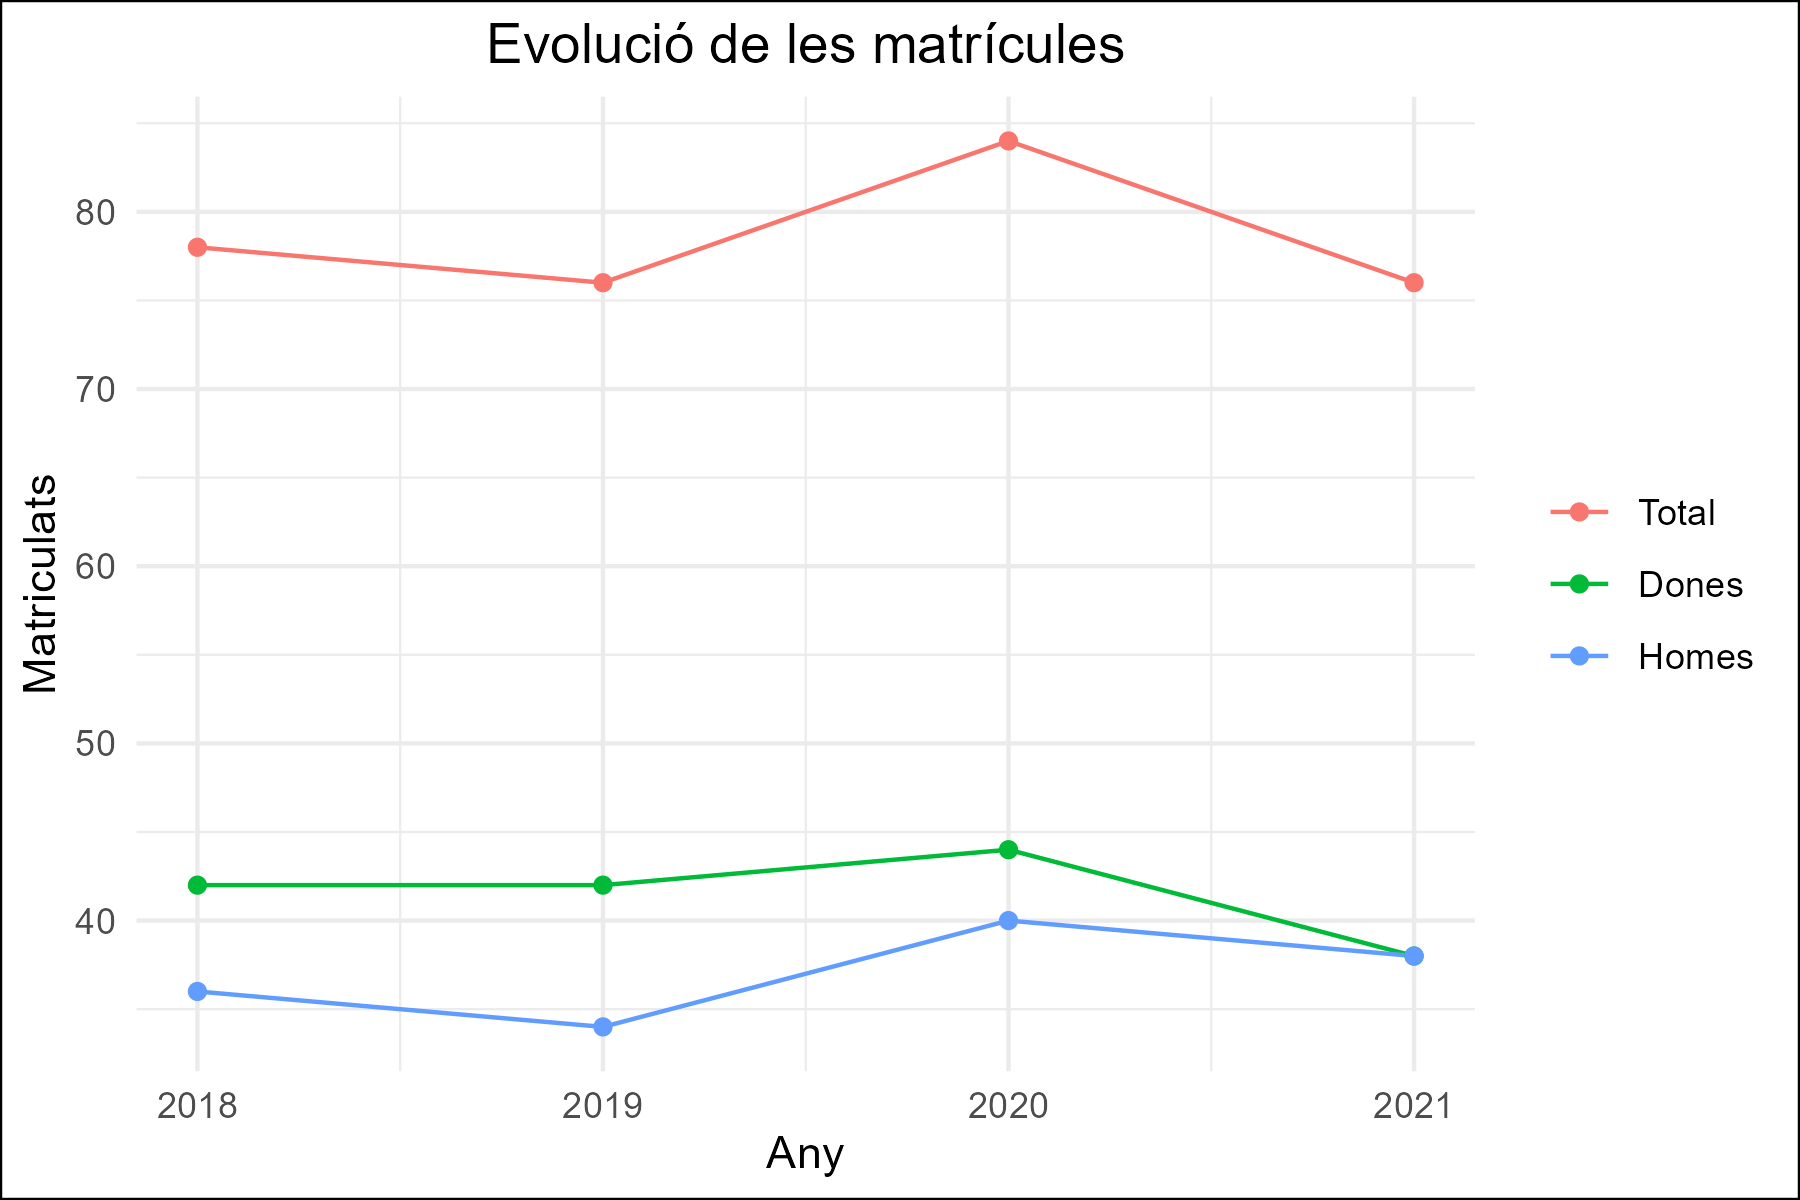 Evolució de les matrícules
Matriculats
80
70
60
50
40
2018 2019 2020 2021
Any
Total
Dones
Homes